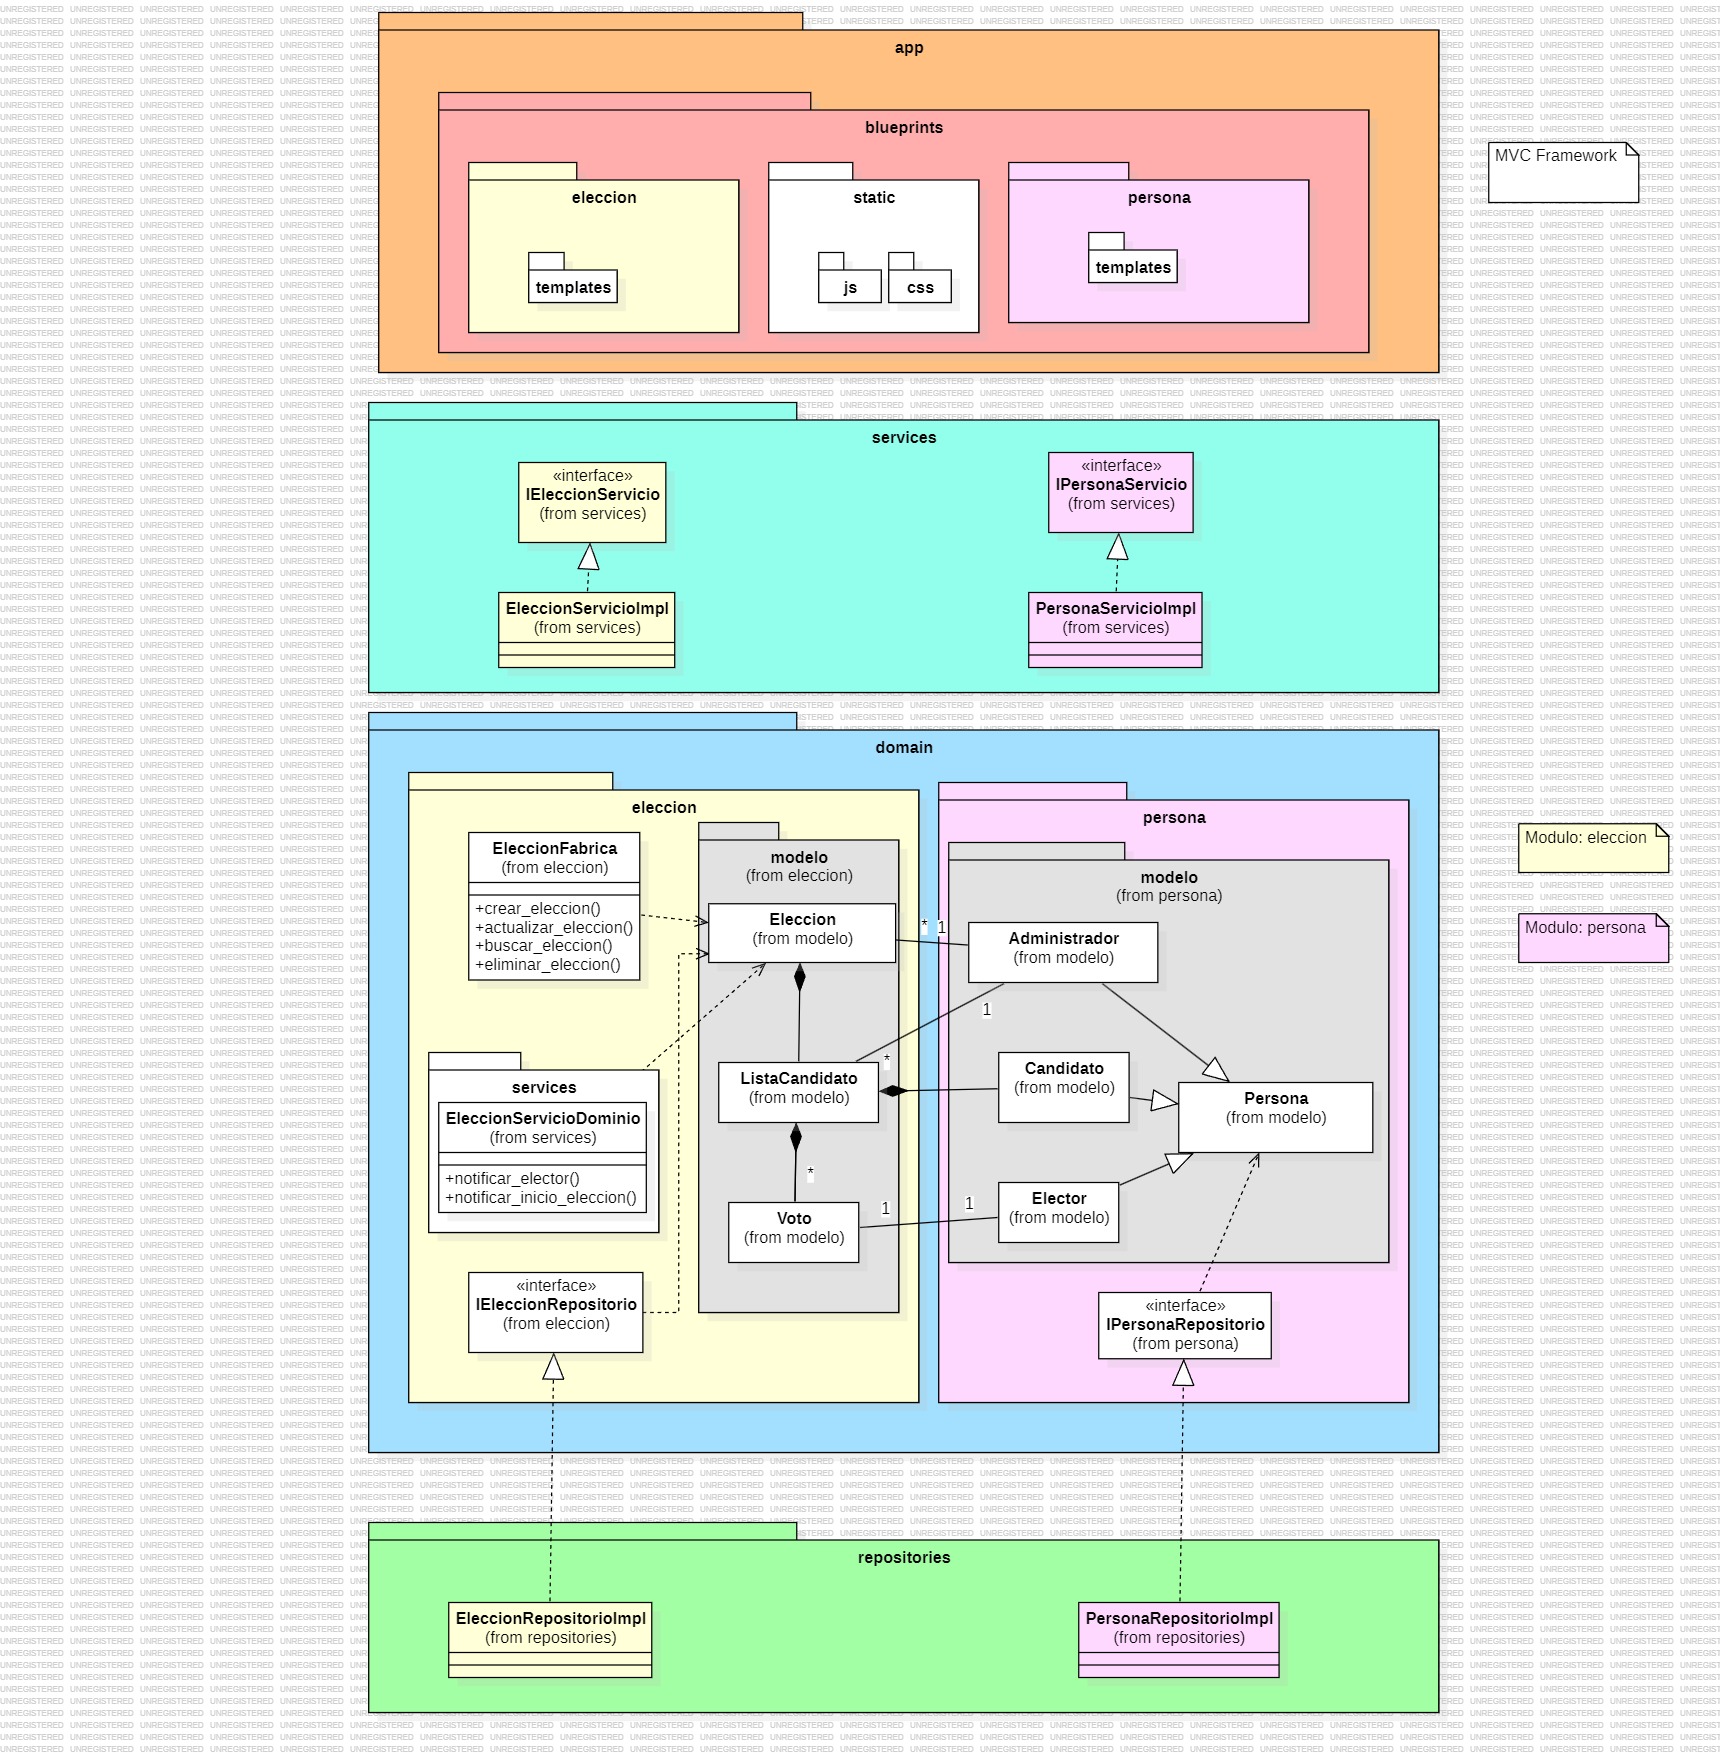 app
blueprints
eleccion
templates
static
js
css
persona
templates
MVC Framework
services
«interface»
IEleccionServicio
(from services)
EleccionServicioImpl
(from services)
«interface»
IPersonaServicio
(from services)
PersonaServicioImpl
(from services)
domain
eleccion
EleccionFabrica
(from eleccion)
+crear_eleccion()
+actualizar_eleccion()
+buscar_eleccion()
+eliminar_eleccion()
services
EleccionServicioDominio
(from services)
+notificar_elector()
+notificar_inicio_eleccion()
«interface»
IEleccionRepositorio
(from eleccion)
modelo
(from eleccion)
Eleccion
(from modelo)
ListaCandidato
(from modelo)
*
Voto
(from modelo)
* 1
1
*
1
1
persona
modelo
(from persona)
Administrador
(from modelo)
Candidato
(from modelo)
Persona
(from modelo)
Elector
(from modelo)
«interface»
IPersonaRepositorio
(from persona)
Modulo: eleccion
Modulo: persona
repositories
EleccionRepositorioImpl
(from repositories)
PersonaRepositorioImpl
(from repositories)
UNREGISTERED